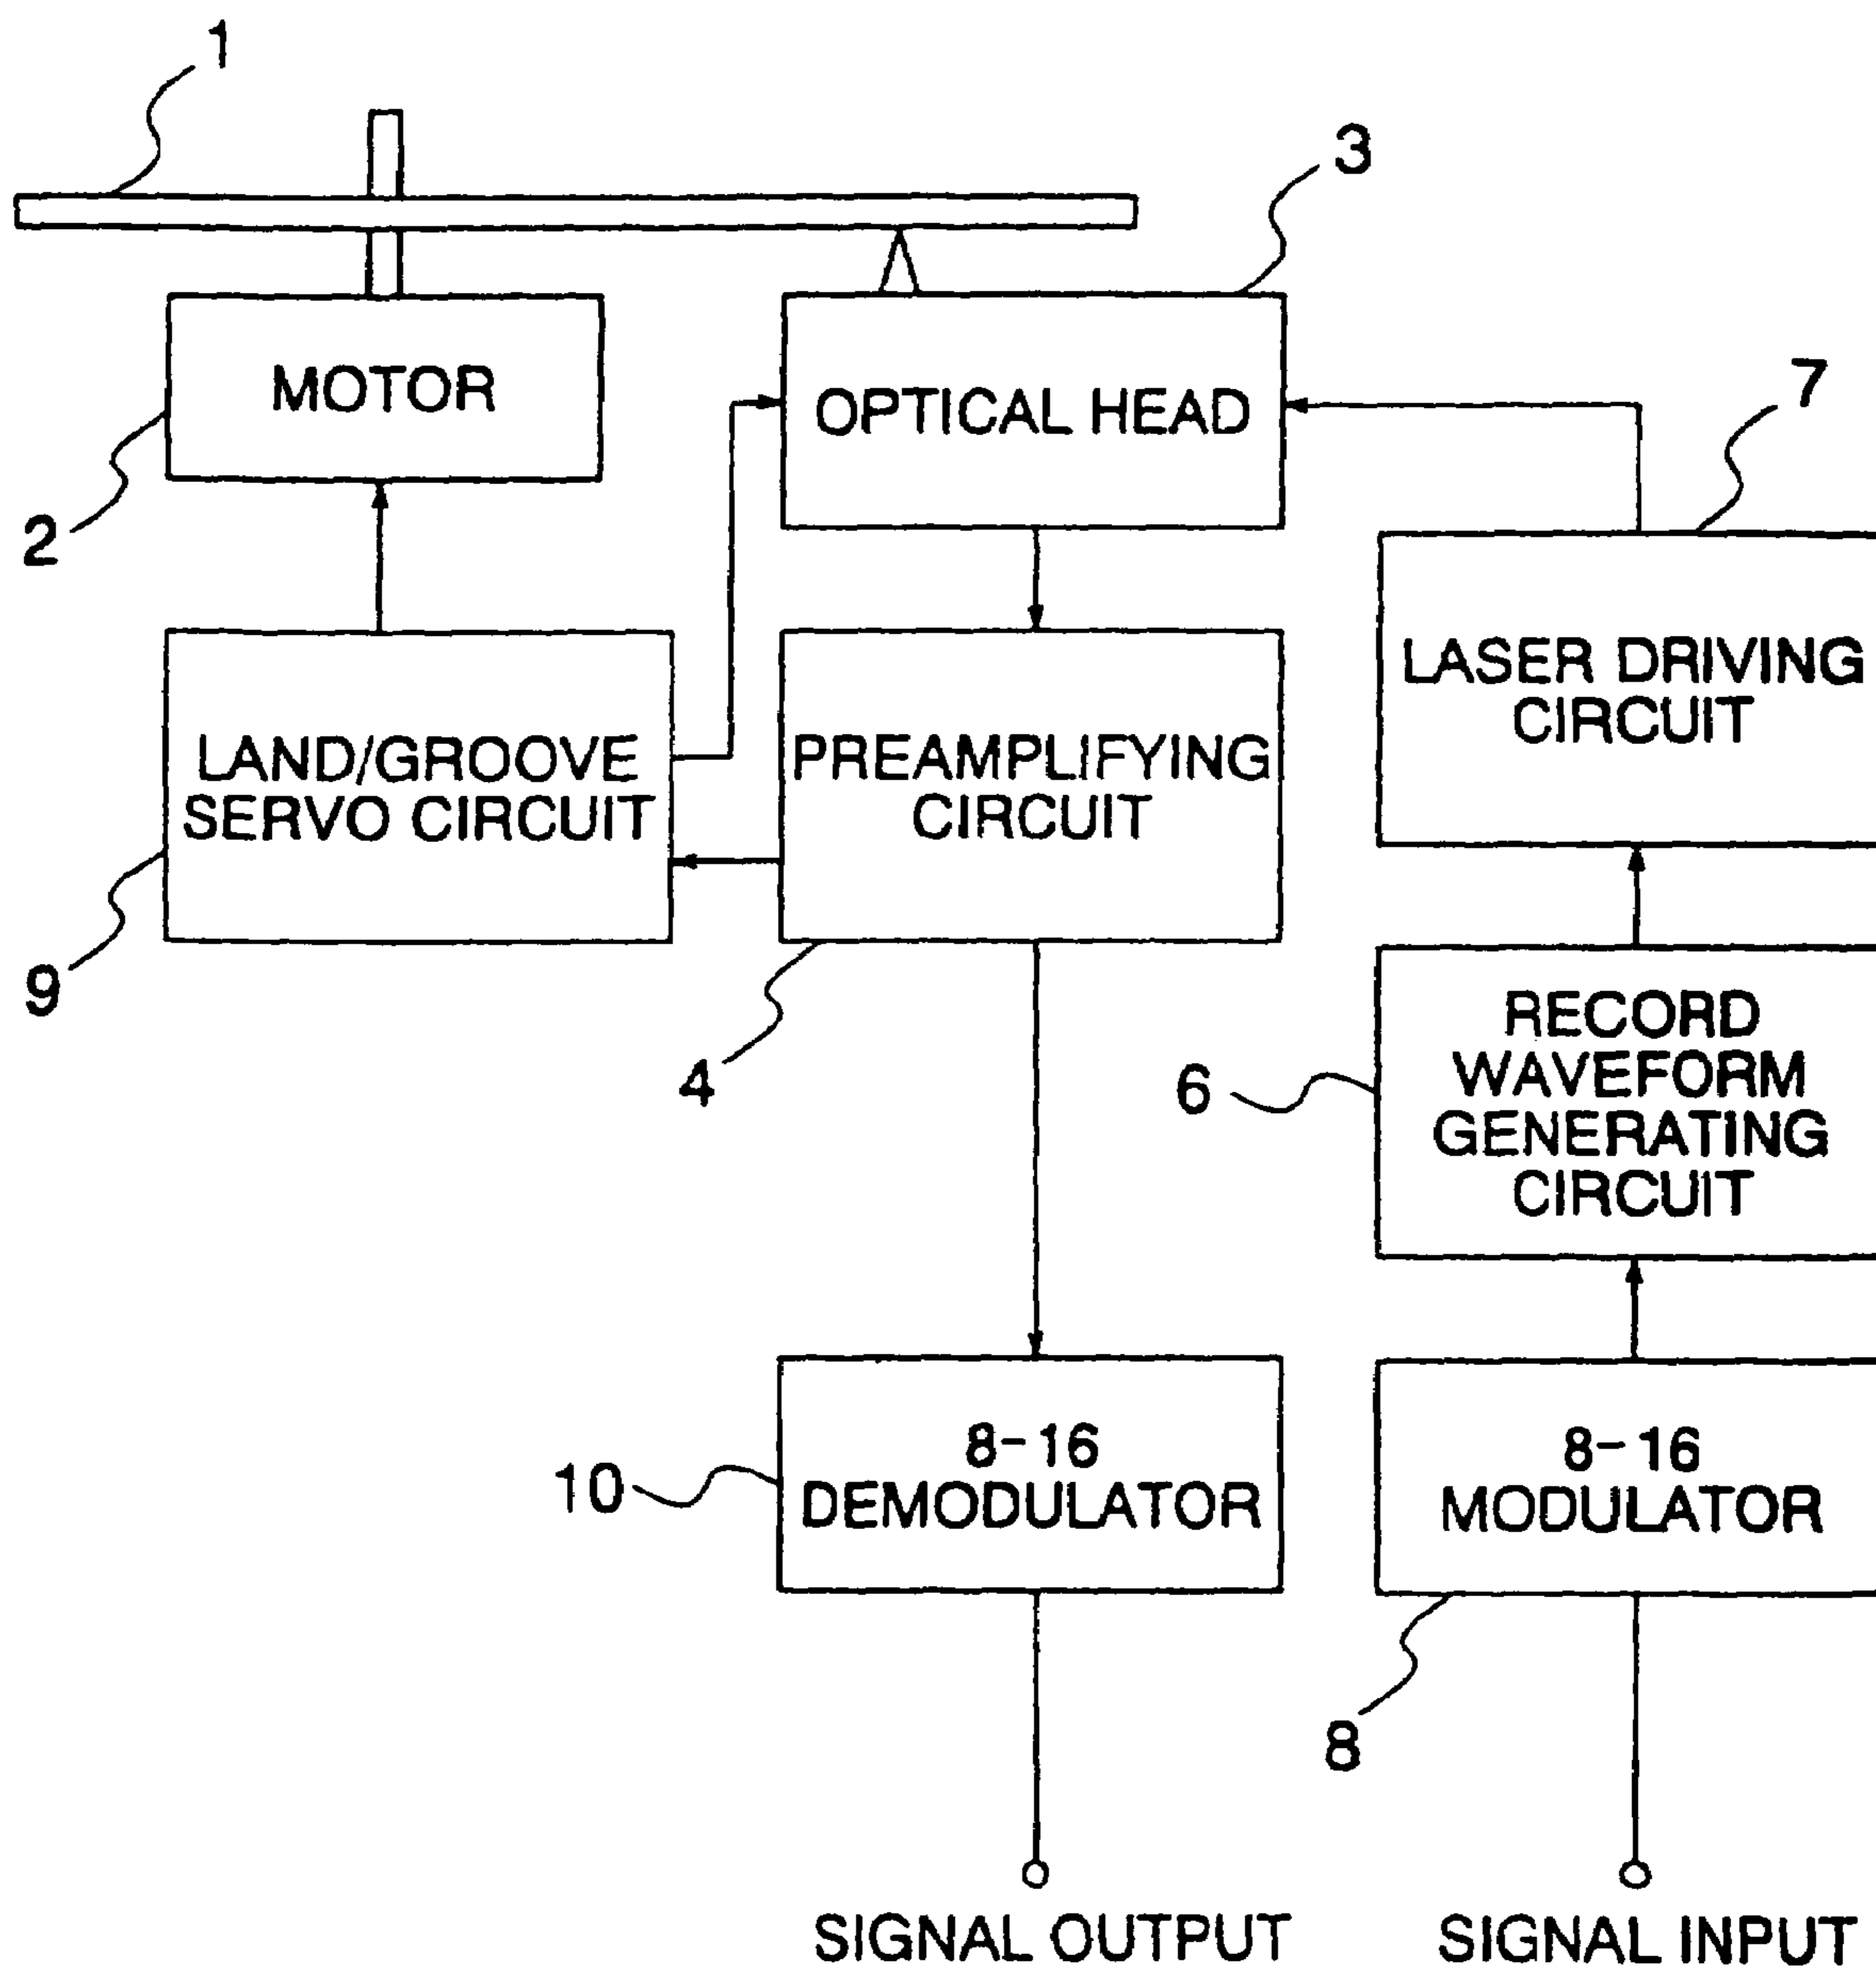 1
3
MOTOR
OPTICAL HEAD
7
2
LASER DRIVING
CIRCUIT
LAND/GROOVE
SERVO CIRCUIT
PREAMPLIFYING
CIRCUIT
9
4
6
RECORD
WAVEFORM
GENERATING
CIRCUIT
10
8-16
DEMODULATOR
8-16
MODULATOR
8
SIGNAL OUTPUT
SIGNAL INPUT